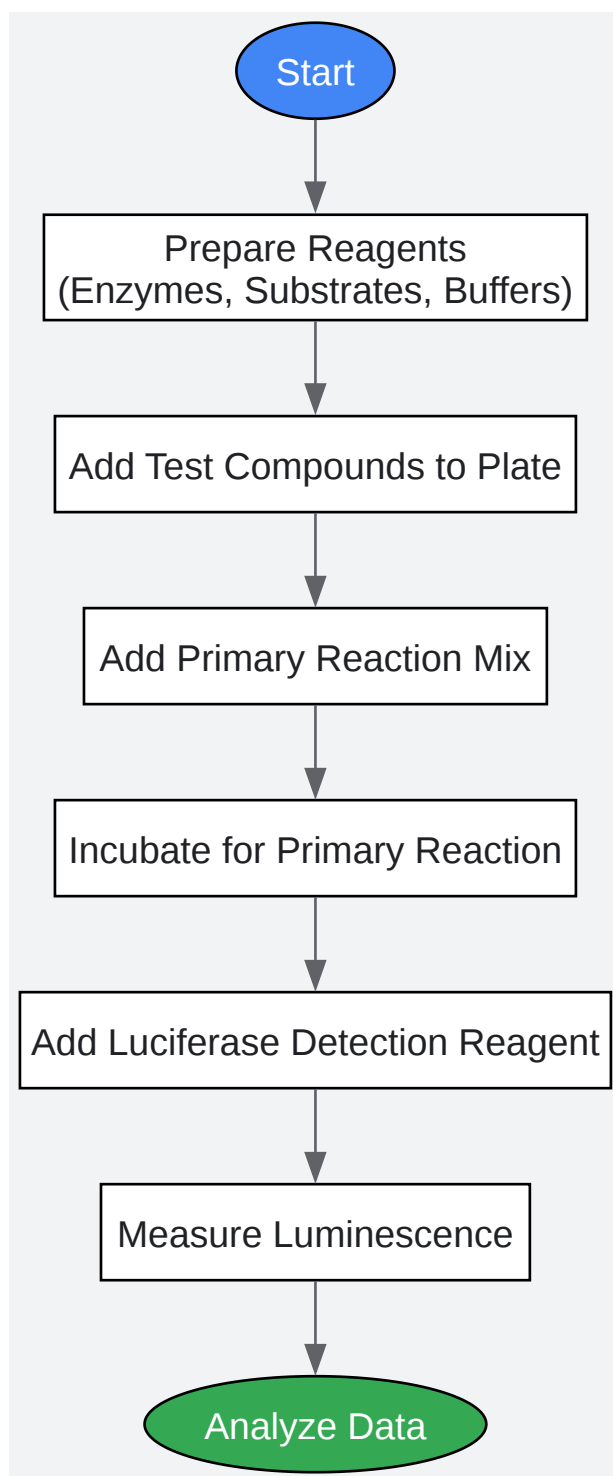 Start
Prepare Reagents
(Enzymes, Substrates, Buffers)
Add Test Compounds to Plate
Add Primary Reaction Mix
Incubate for Primary Reaction
Add Luciferase Detection Reagent
Measure Luminescence
Analyze Data